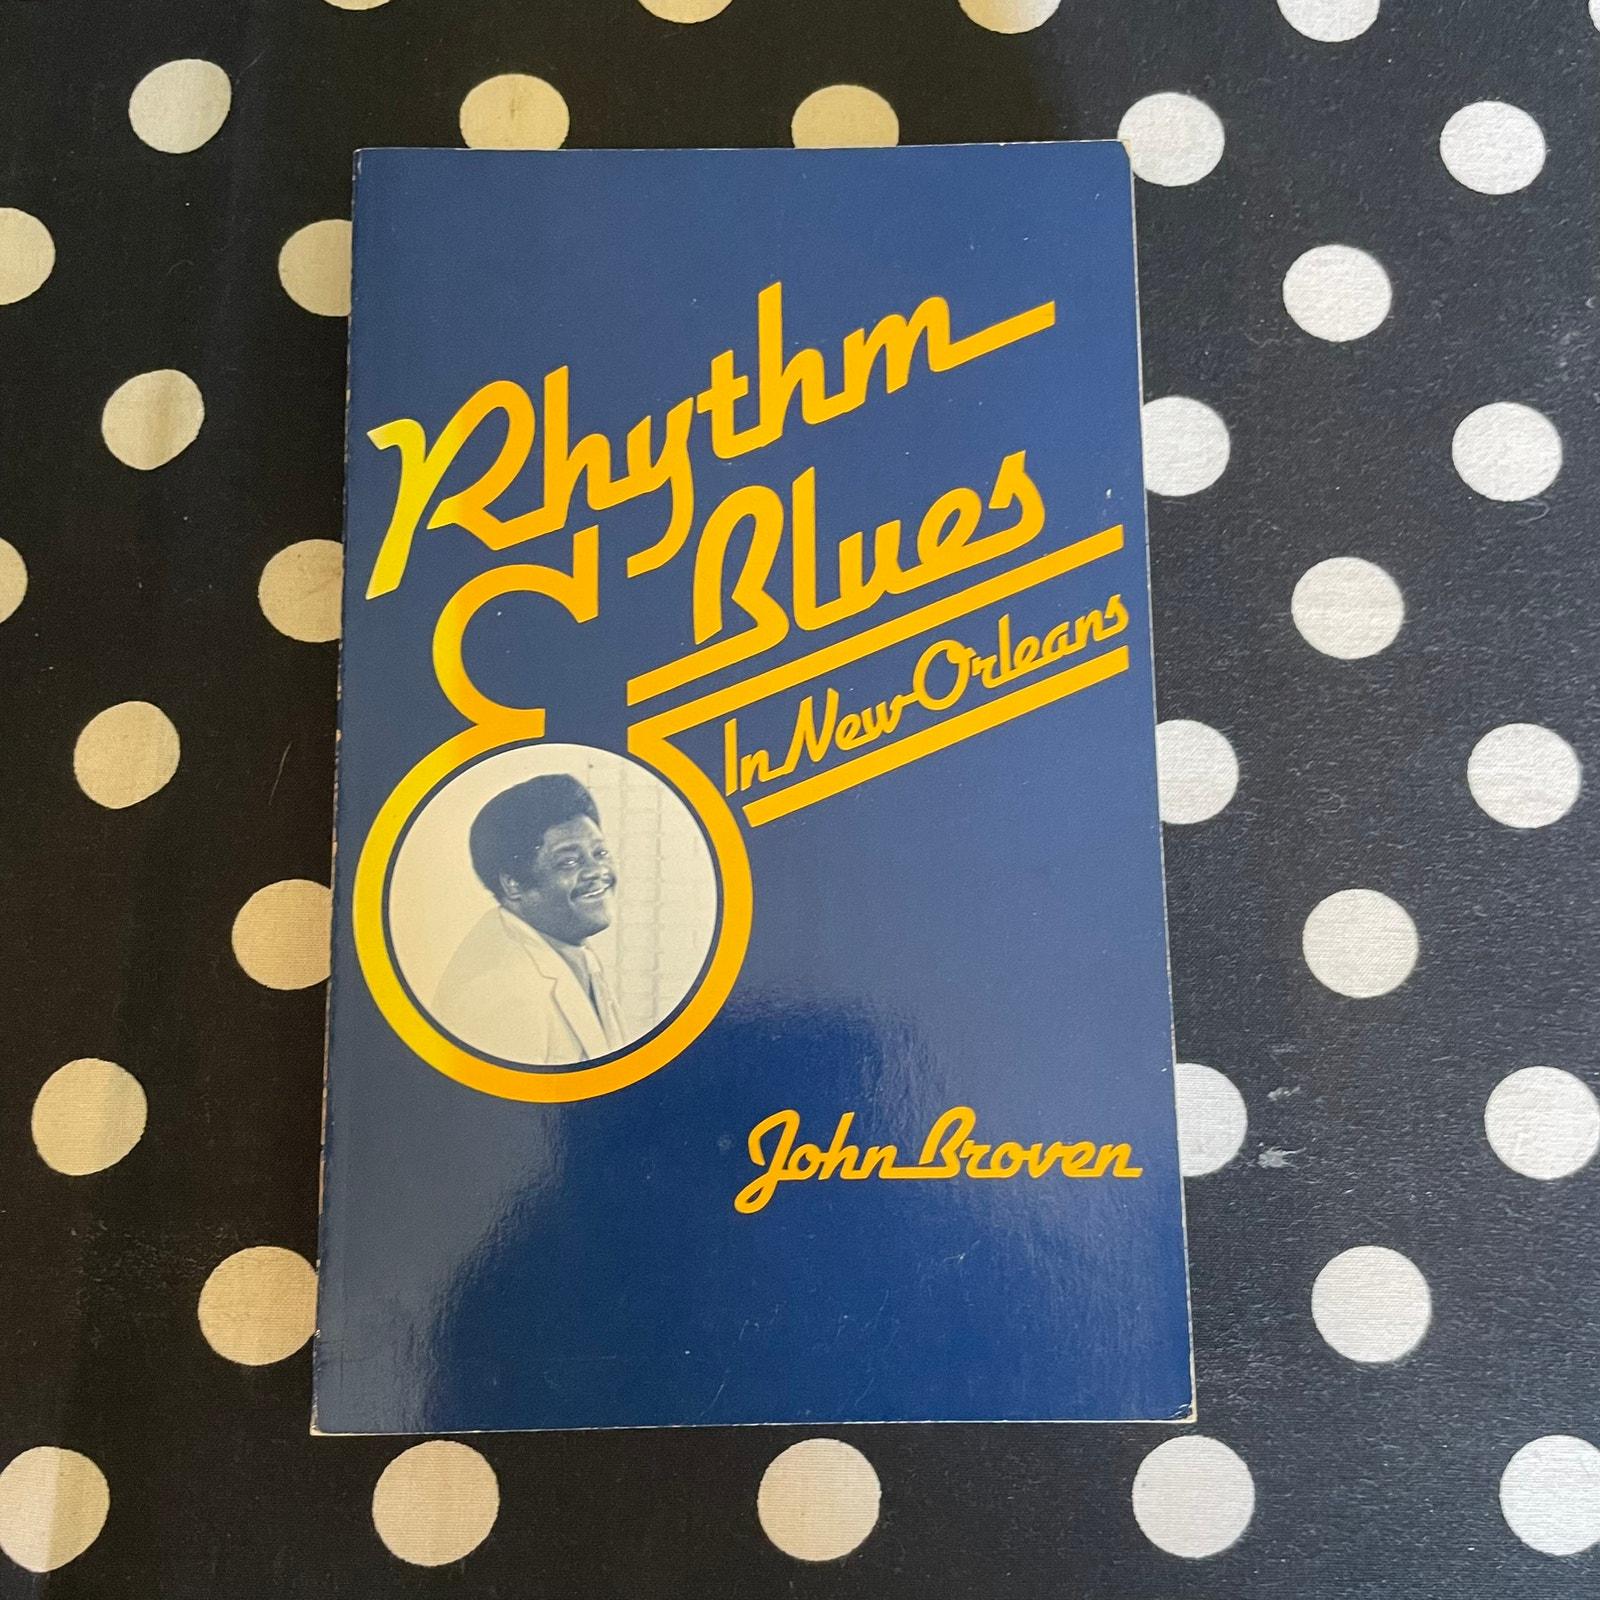 Rhythm
& Blues
In New Orleans
John Broven